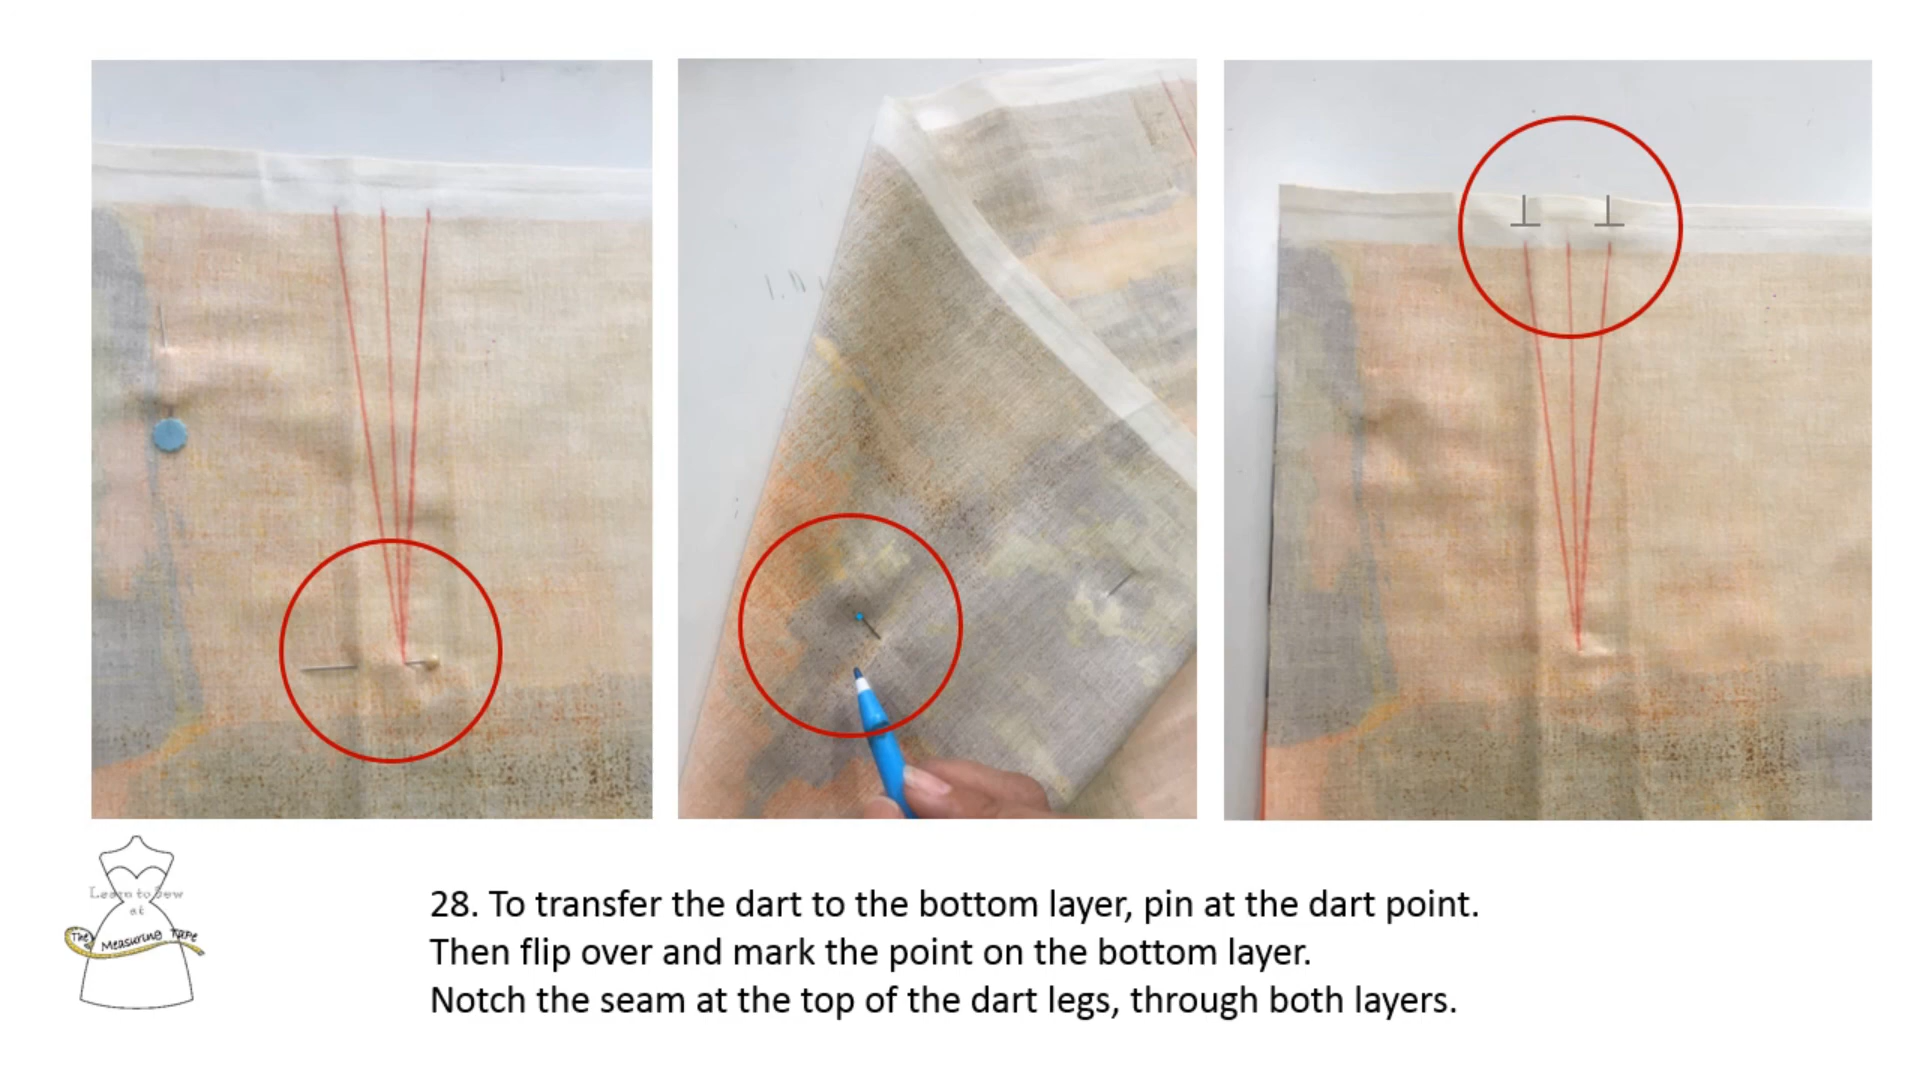 Learn to Sew
at
The Measuring Tape
28. To transfer the dart to the bottom layer, pin at the dart point.
Then flip over and mark the point on the bottom layer.
Notch the seam at the top of the dart legs, through both layers.